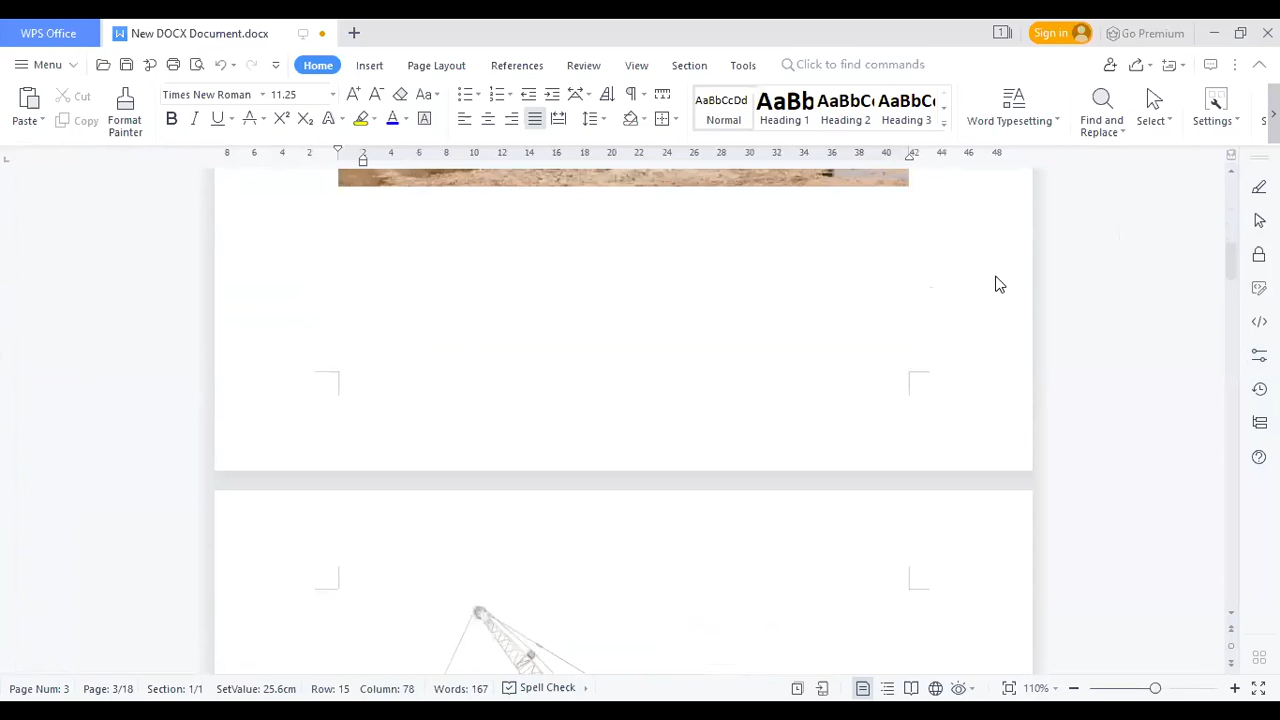 WPS Office New DOCX Document.docx 1 Sign in Go Premium
Menu Home Insert Page Layout References Review View Section Tools Click to find commands
Times New Roman 11.25 AaBbCcDd AaBb AaBbC AaBbC
Paste Cut Copy Format Painter Normal Heading 1 Heading 2 Heading 3 Word Typesetting Find and Replace Select Settings
8 6 4 2 2 4 6 8 10 12 14 16 18 20 22 24 26 28 30 32 34 36 38 40 42 44 46 48
Page Num: 3 Page: 3/18 Section: 1/1 SetValue: 25.6cm Row: 15 Column: 78 Words: 167 Spell Check 110%